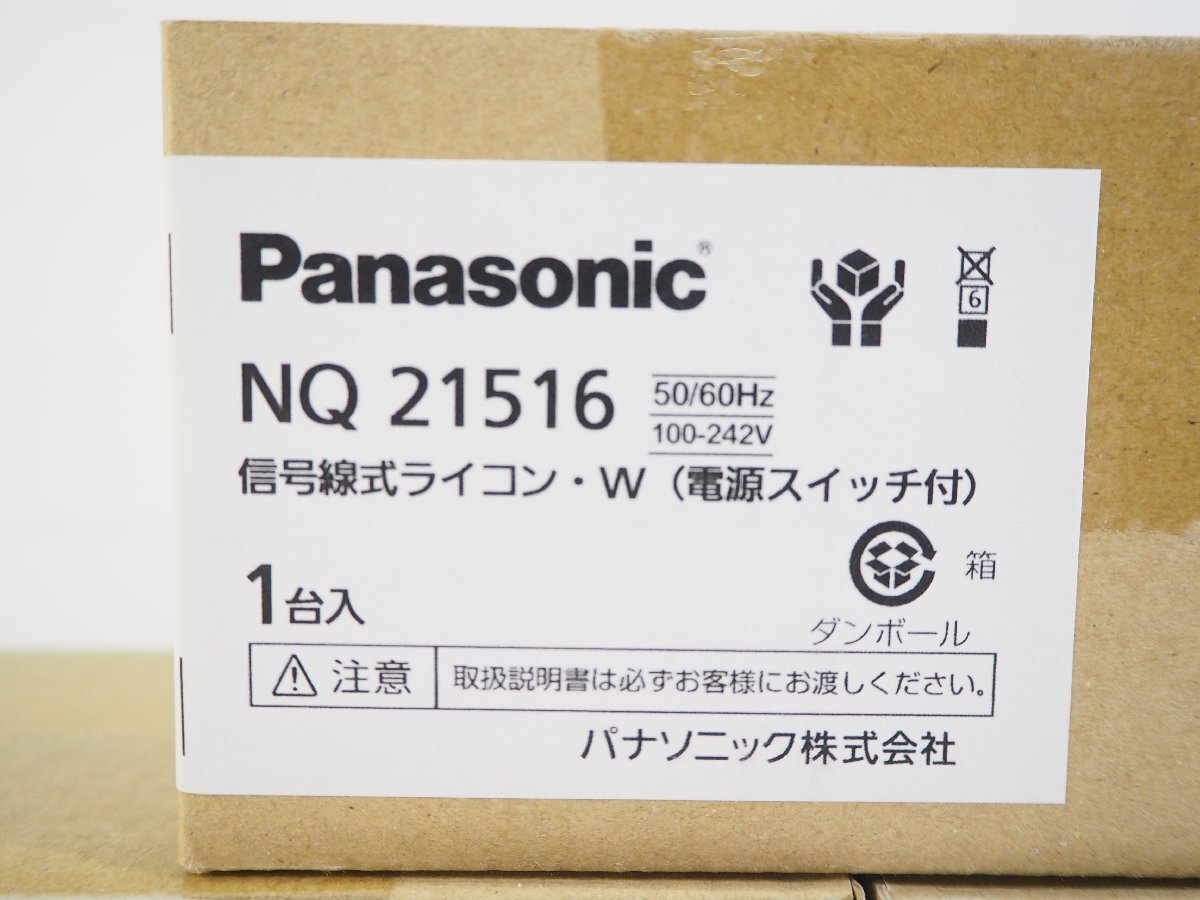 Panasonic®
6
NQ 21516
50/60Hz
100-242V
信号線式ライコン・W（電源スイッチ付）
箱
1台入
ダンボール
注意
取扱説明書は必ずお客様にお渡しください。
パナソニック株式会社